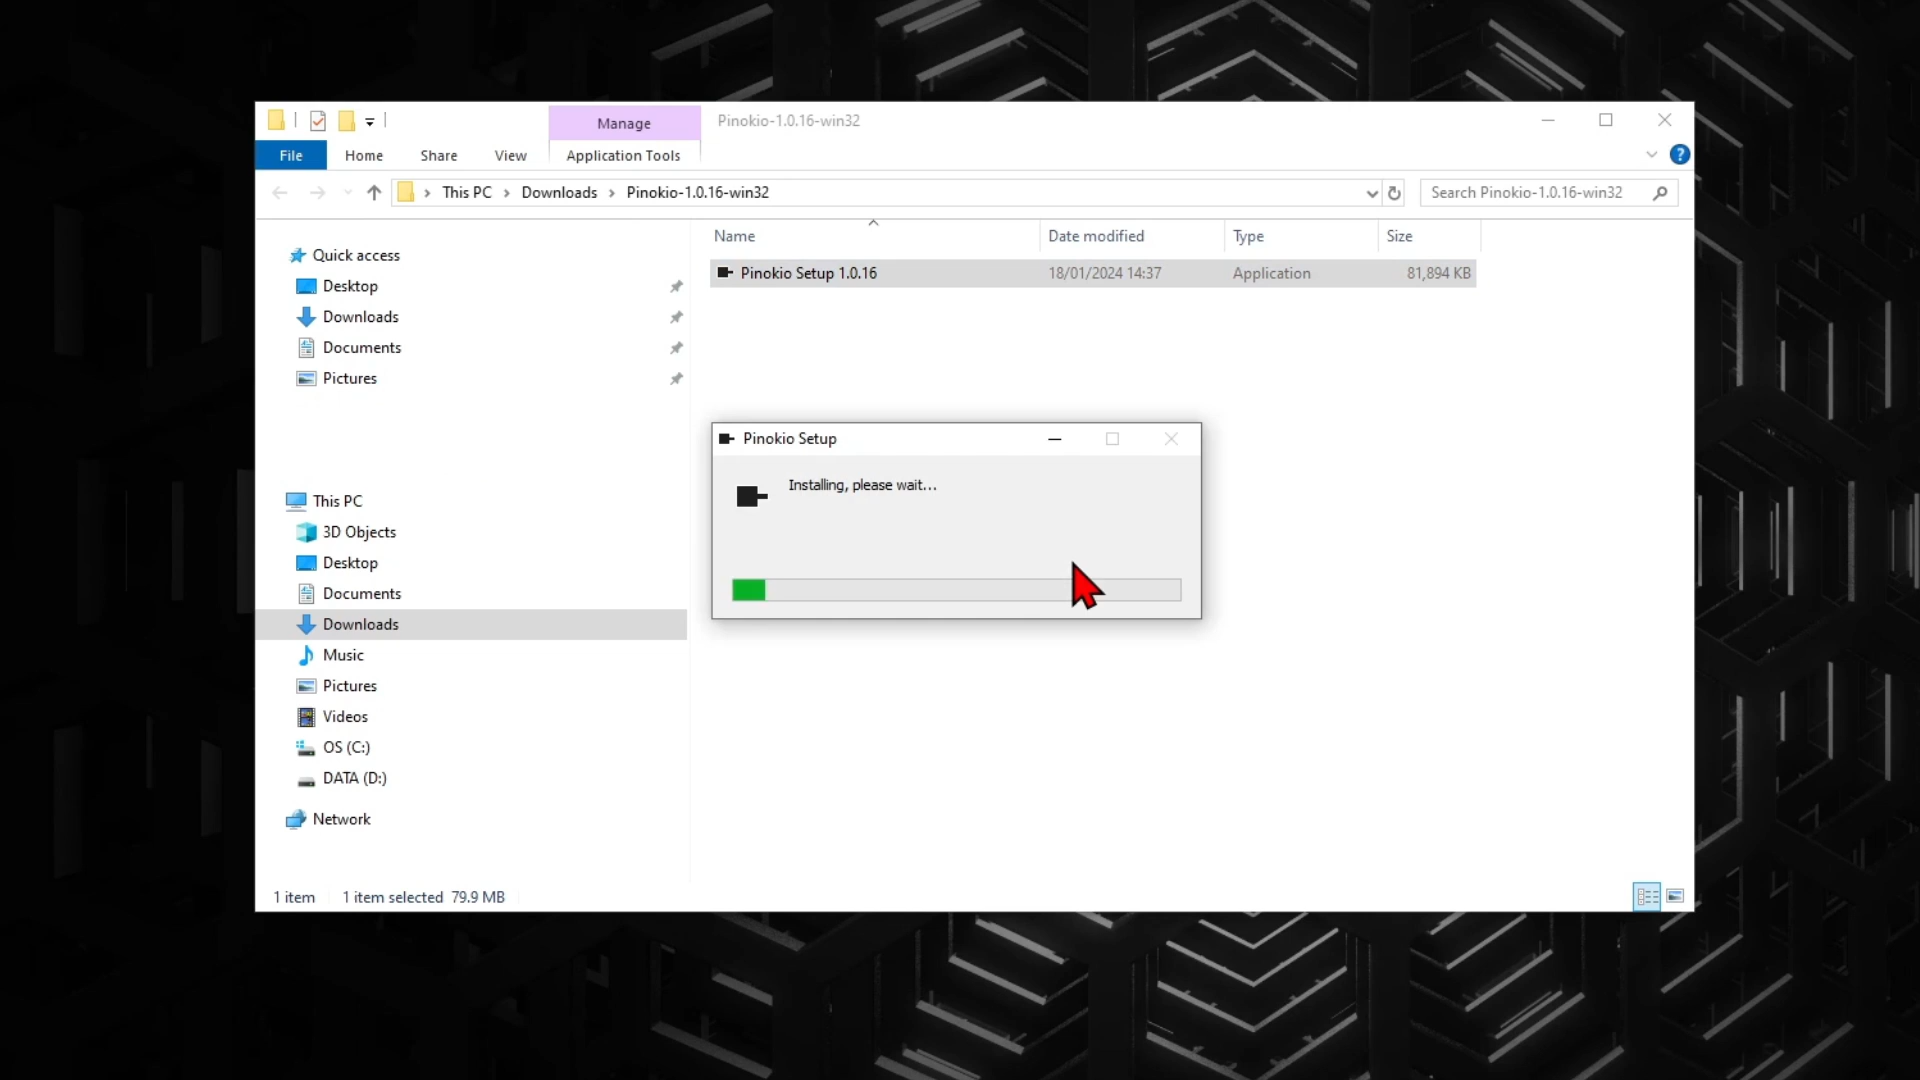 Manage
Pinokio-1.0.16-win32
File
Home
Share
View
Application Tools
?
This PC
Downloads
Pinokio-1.0.16-win32
Search Pinokio-1.0.16-win32
Name
Date modified
Type
Size
Pinokio Setup 1.0.16
18/01/2024 14:37
Application
81,894 KB
Quick access
Desktop
Downloads
Documents
Pictures
This PC
3D Objects
Desktop
Documents
Downloads
Music
Pictures
Videos
OS (C:)
DATA (D:)
Network
Pinokio Setup
Installing, please wait...
1 item
1 item selected 79.9 MB